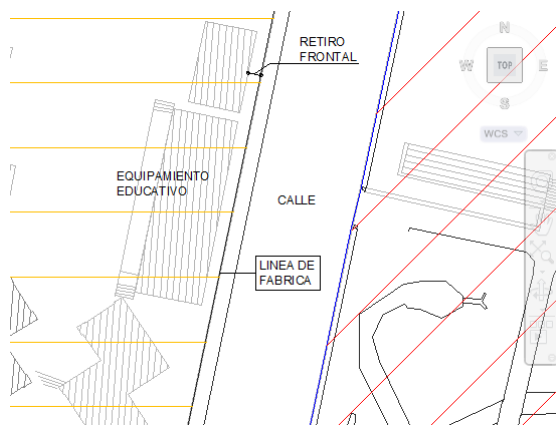 RETIRO
FRONTAL
N
W
TOP
E
S
WCS
EQUIPAMIENTO
EDUCATIVO
CALLE
LINEA DE
FABRICA